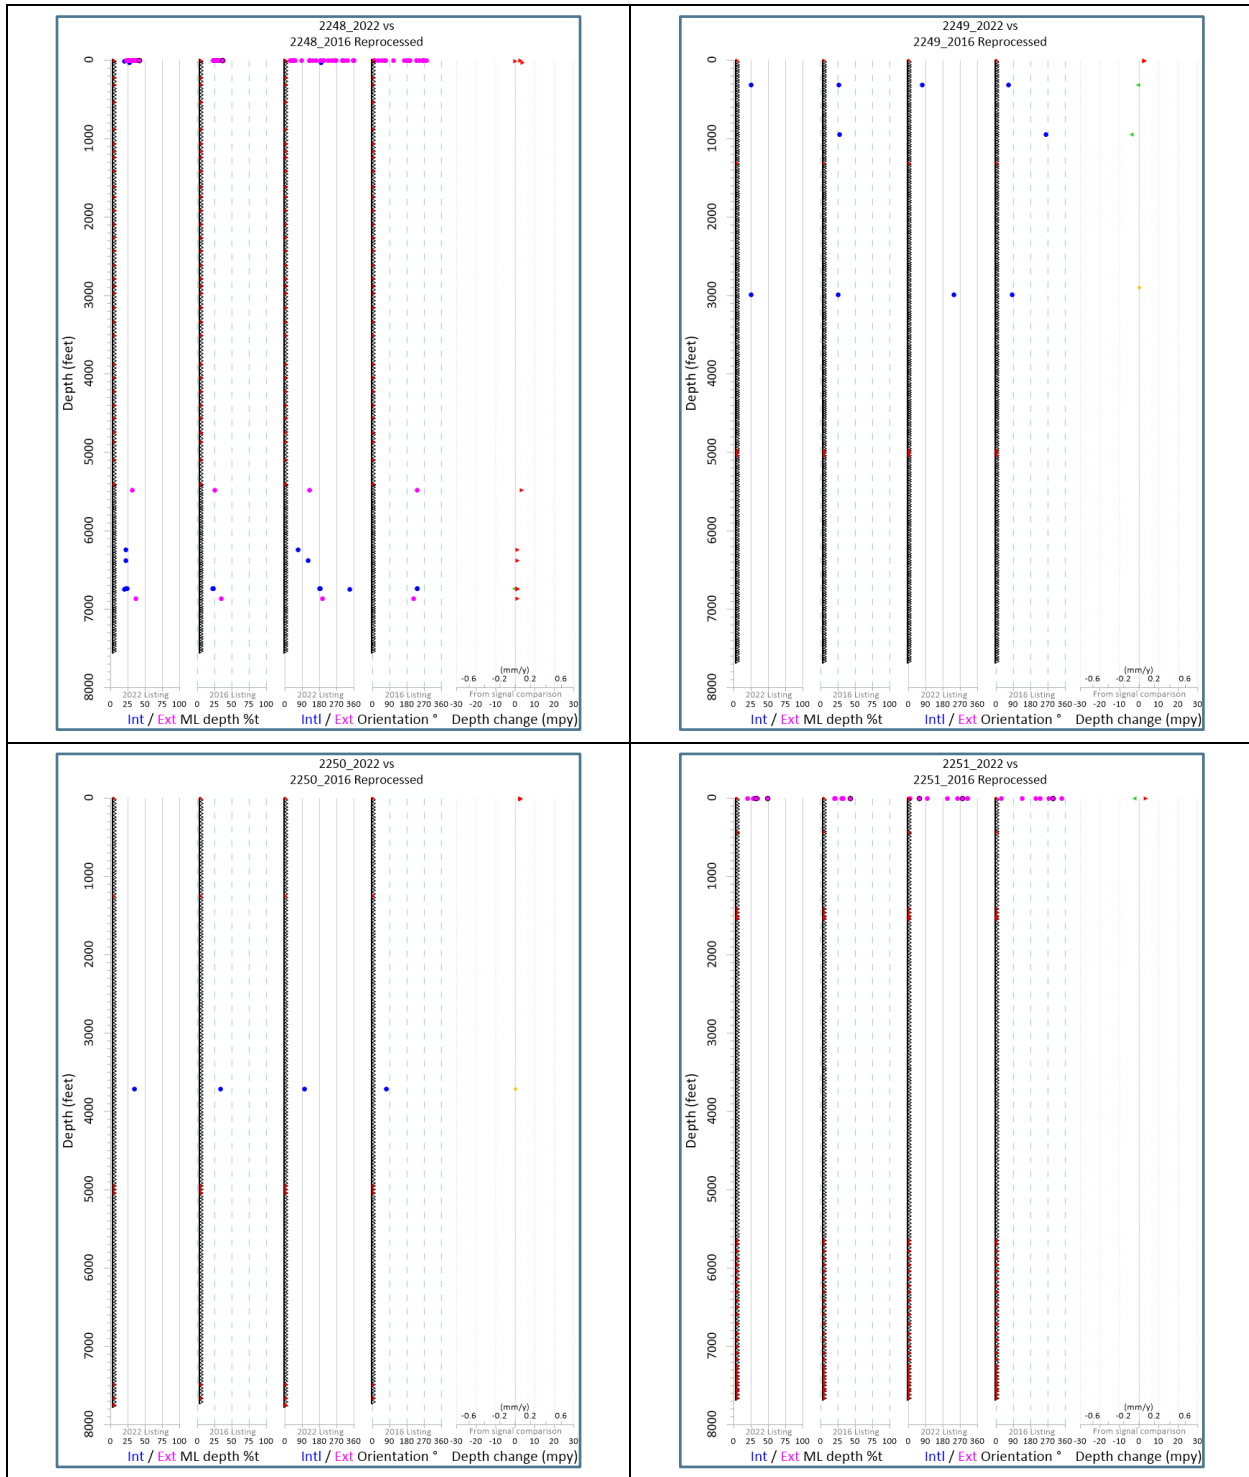 2248_2022 vs
2248_2016 Reprocessed
0
1000
2000
3000
4000
5000
6000
7000
8000
Depth (feet)
(mm/y)
-0.6 -0.2 0.2 0.6
2022 Listing 2016 Listing 2022 Listing 2016 Listing From signal comparison
0 25 50 75 100 0 25 50 75 100 0 90 180 270 360 0 90 180 270 360 -30 -20 -10 0 10 20 30
Int / Ext ML depth %t Intl / Ext Orientation ° Depth change (mpy)
2249_2022 vs
2249_2016 Reprocessed
0
1000
2000
3000
4000
5000
6000
7000
8000
Depth (feet)
(mm/y)
-0.6 -0.2 0.2 0.6
2022 Listing 2016 Listing 2022 Listing 2016 Listing From signal comparison
0 25 50 75 100 0 25 50 75 100 0 90 180 270 360 0 90 180 270 360 -30 -20 -10 0 10 20 30
Int / Ext ML depth %t Intl / Ext Orientation ° Depth change (mpy)
2250_2022 vs
2250_2016 Reprocessed
0
1000
2000
3000
4000
5000
6000
7000
8000
Depth (feet)
(mm/y)
-0.6 -0.2 0.2 0.6
2022 Listing 2016 Listing 2022 Listing 2016 Listing From signal comparison
0 25 50 75 100 0 25 50 75 100 0 90 180 270 360 0 90 180 270 360 -30 -20 -10 0 10 20 30
Int / Ext ML depth %t Intl / Ext Orientation ° Depth change (mpy)
2251_2022 vs
2251_2016 Reprocessed
0
1000
2000
3000
4000
5000
6000
7000
8000
Depth (feet)
(mm/y)
-0.6 -0.2 0.2 0.6
2022 Listing 2016 Listing 2022 Listing 2016 Listing From signal comparison
0 25 50 75 100 0 25 50 75 100 0 90 180 270 360 0 90 180 270 360 -30 -20 -10 0 10 20 30
Int / Ext ML depth %t Intl / Ext Orientation ° Depth change (mpy)